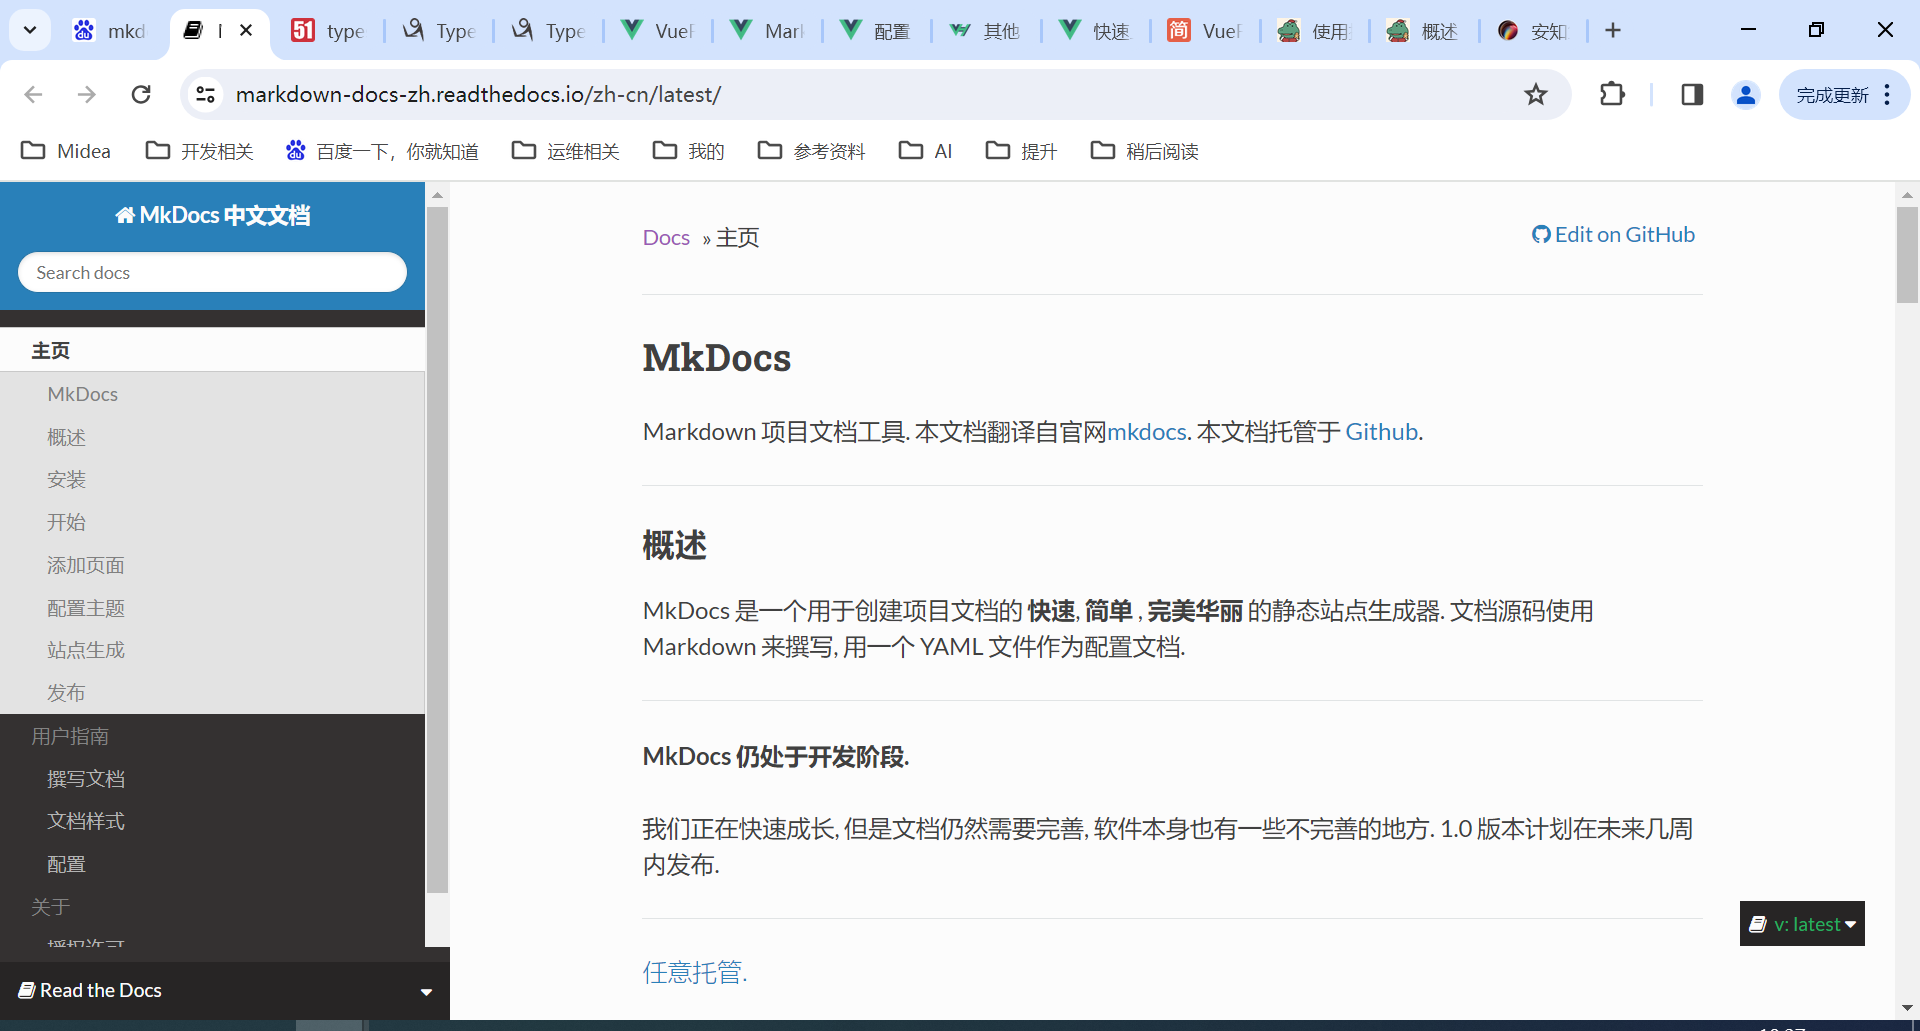 mkd
51 type
Type
Type
VueP
Mark
配置
其他
快速
简 VueP
使用
概述
安知
markdown-docs-zh.readthedocs.io/zh-cn/latest/
完成更新
Midea
开发相关
百度一下，你就知道
运维相关
我的
参考资料
AI
提升
稍后阅读
MkDocs 中文文档
Search docs
主页
MkDocs
概述
安装
开始
添加页面
配置主题
站点生成
发布
用户指南
撰写文档
文档样式
配置
关于
授权许可
Read the Docs
Docs » 主页
Edit on GitHub
MkDocs
Markdown 项目文档工具. 本文档翻译自官网mkdocs. 本文档托管于 Github.
概述
MkDocs 是一个用于创建项目文档的 快速, 简单 , 完美华丽 的静态站点生成器. 文档源码使用
Markdown 来撰写, 用一个 YAML 文件作为配置文档.
MkDocs 仍处于开发阶段.
我们正在快速成长, 但是文档仍然需要完善, 软件本身也有一些不完善的地方. 1.0 版本计划在未来几周
内发布.
任意托管.
v: latest